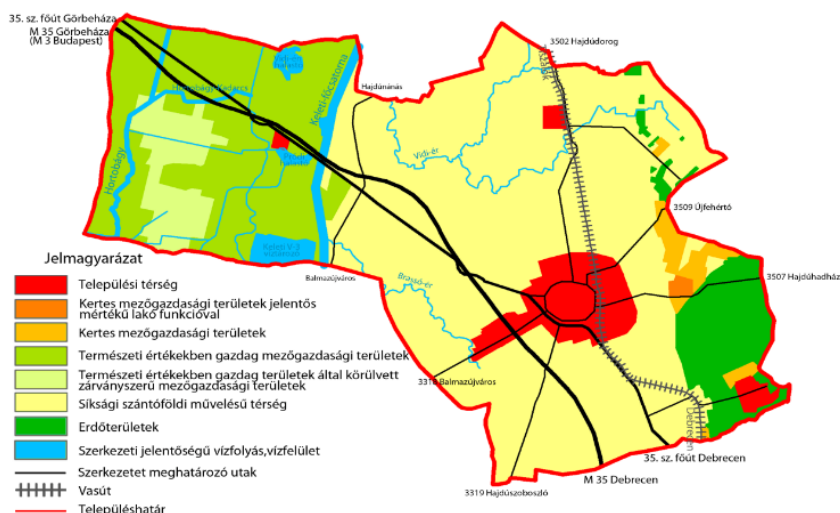 35. sz. főút Görbeháza
M 35 Görbeháza
(M 3 Budapest)
3502 Hajdúdorog
Hajdúnánás
Keleti-főcsatorna
Hortobágy
Vidi-ér
3509 Újfehértó
3507 Hajdúhadház
Balmazújváros
Brassó-ér
Balmazújváros
Debrecen
35. sz. főút Debrecen
M 35 Debrecen
3319 Hajdúszoboszló
Jelmagyarázat
Települési térség
Kertes mezőgazdasági területek jelentős
mértékű lakó funkcióval
Kertes mezőgazdasági területek
Természeti értékekben gazdag mezőgazdasági területek
Természeti értékekben gazdag területek által körülvett
zárványszerű mezőgazdasági területek
Síksági szántóföldi művelésű térség
Erdőterületek
Szerkezeti jelentőségű vízfolyás,vízfelület
Szerkezetet meghatározó utak
Vasút
Településhatár